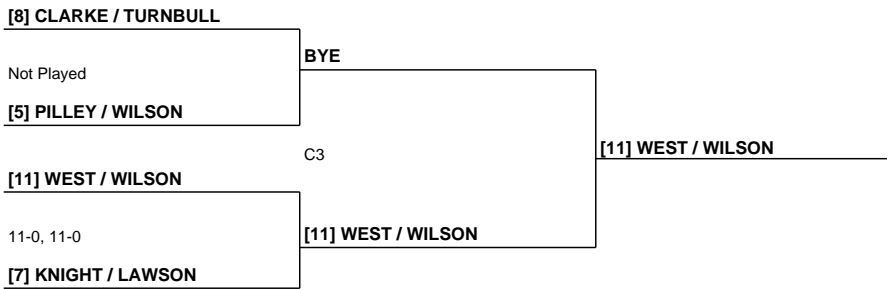 [8] CLARKE / TURNBULL
BYE
Not Played
[5] PILLEY / WILSON
C3
[11] WEST / WILSON
[11] WEST / WILSON
11-0, 11-0
[11] WEST / WILSON
[7] KNIGHT / LAWSON